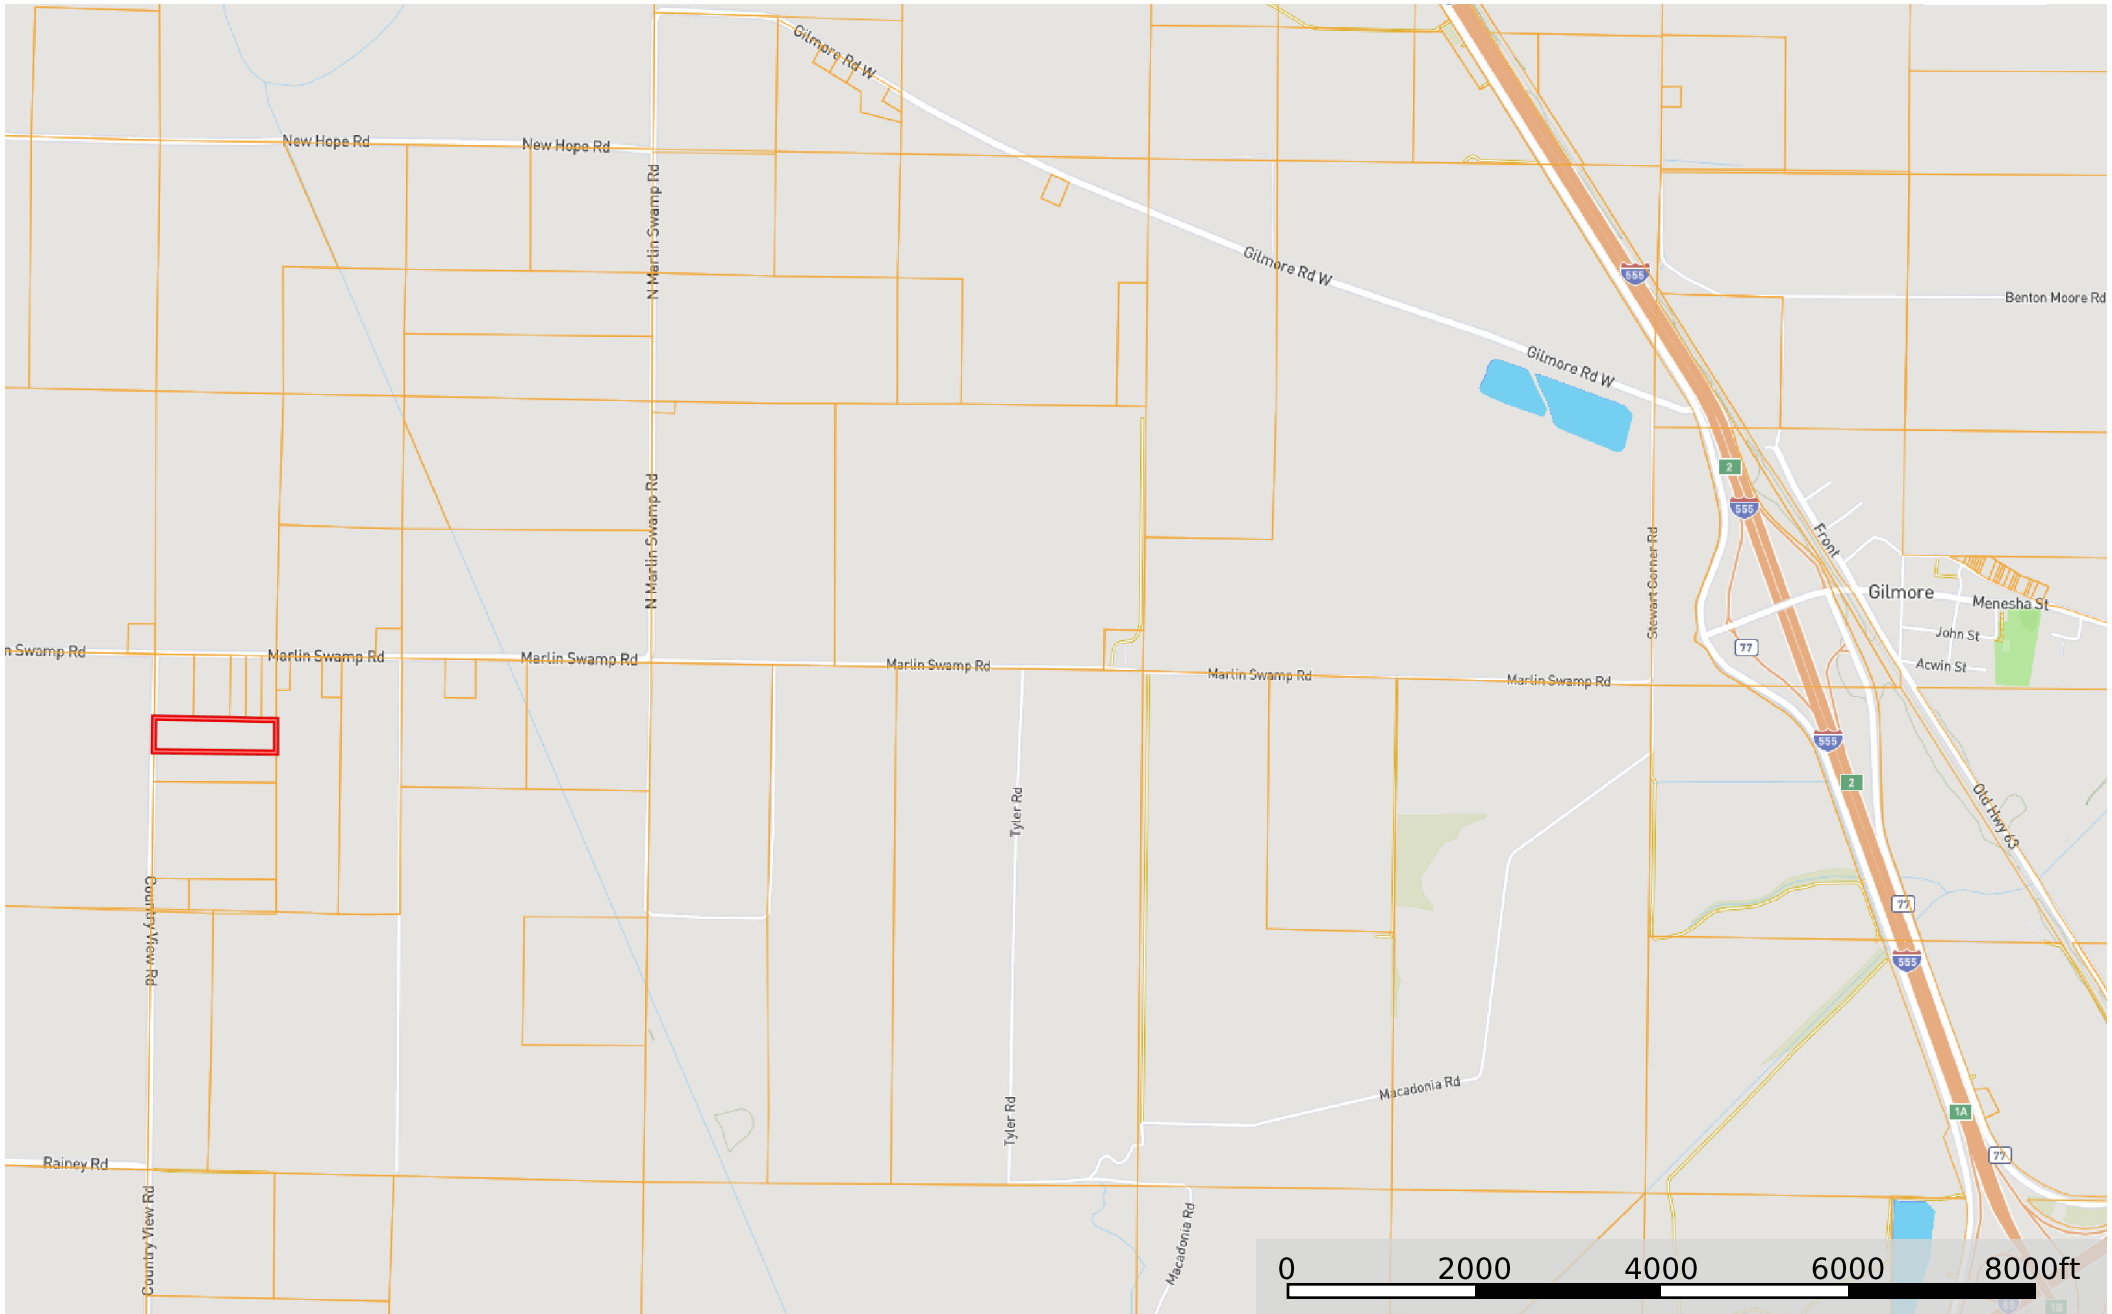 Gilmore Rd W
New Hope Rd
New Hope Rd
N Marlin Swamp Rd
Gilmore Rd W
555
Benton Moore Rd
Gilmore Rd W
2
555
N Marlin Swamp Rd
Front
Stewart Corner Rd
Gilmore
Menesha St
John St
77
Acwin St
n Swamp Rd
Marlin Swamp Rd
Marlin Swamp Rd
Marlin Swamp Rd
Marlin Swamp Rd
Marlin Swamp Rd
555
2
Old Hwy 63
Tyler Rd
77
Country View Rd
555
Macadonia Rd
1A
Tyler Rd
77
Rainey Rd
Country View Rd
Macadonia Rd
0 2000 4000 6000 8000ft
55
1B